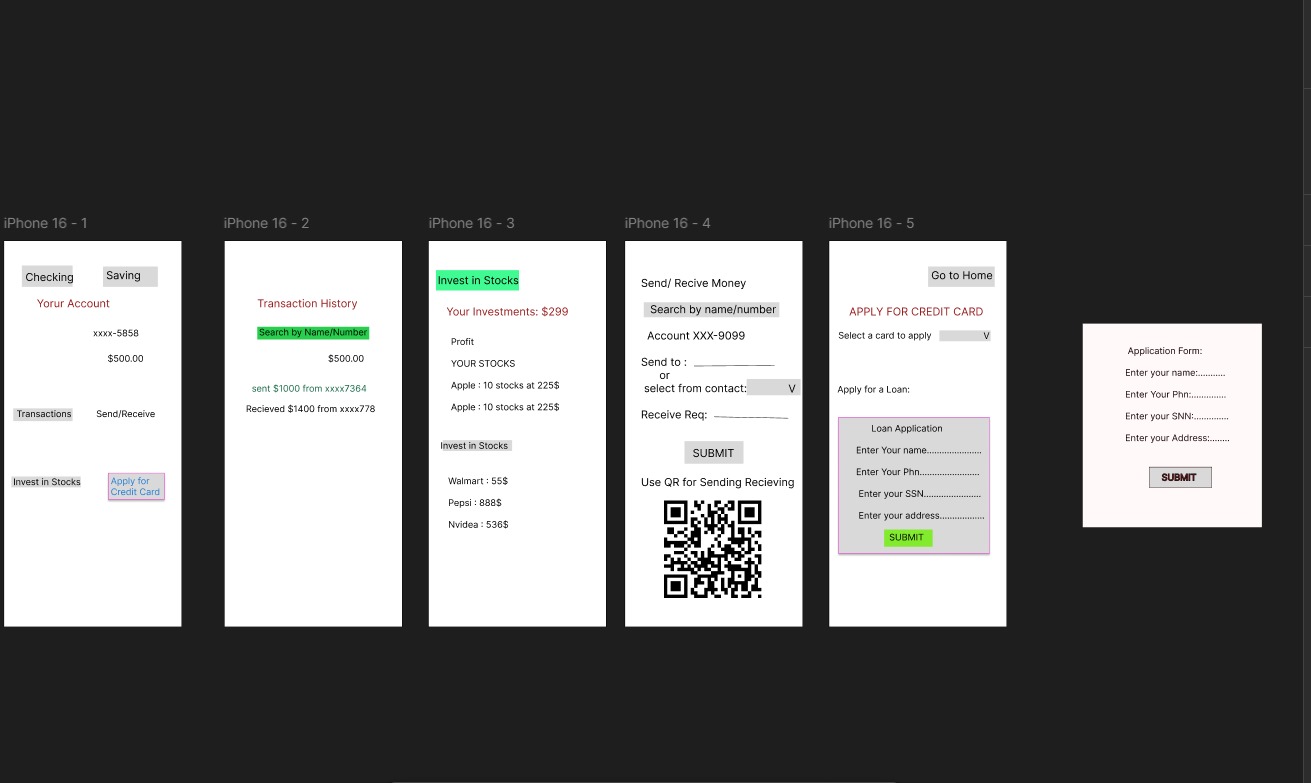 iPhone 16 - 1
Checking
Saving
Yorur Account
xxxx-5858
$500.00
Transactions
Send/Receive
Invest in Stocks
Apply for
Credit Card
iPhone 16 - 2
Transaction History
Search by Name/Number
$500.00
sent $1000 from xxxx7364
Recieved $1400 from xxxx778
iPhone 16 - 3
Invest in Stocks
Your Investments: $299
Profit
YOUR STOCKS
Apple : 10 stocks at 225$
Apple : 10 stocks at 225$
Invest in Stocks
Walmart : 55$
Pepsi : 888$
Nvidea : 536$
iPhone 16 - 4
Send/ Recive Money
Search by name/number
Account XXX-9099
Send to : ______________
or
select from contact: V
Receive Req: _____________
SUBMIT
Use QR for Sending Recieving
iPhone 16 - 5
Go to Home
APPLY FOR CREDIT CARD
Select a card to apply V
Apply for a Loan:
Loan Application
Enter Your name.....................
Enter Your Phn.......................
Enter your SSN......................
Enter your address.................
SUBMIT
Application Form:
Enter your name:..........
Enter Your Phn:.............
Enter your SNN:.............
Enter your Address:.......
SUBMIT